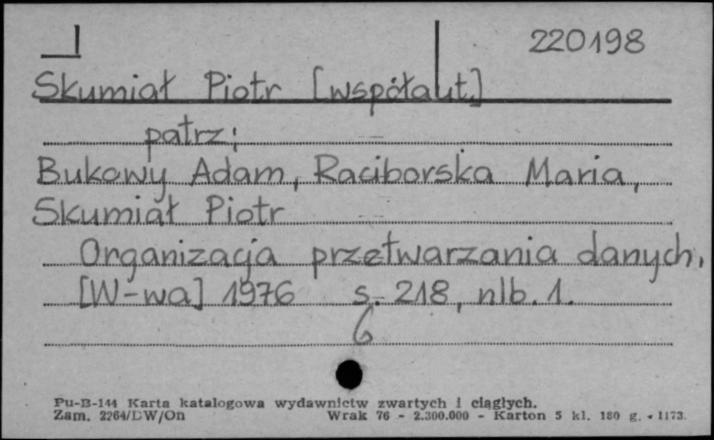 220198
Skumiał Piotr [współaut.]
patrz:
Bukowy Adam, Raciborska Maria,
Skumiał Piotr
Organizacja przetwarzania danych.
[W-wa] 1976 s. 218, nlb. 1.
6
Pu-B-144 Karta katalogowa wydawnictw zwartych i ciągłych.
Zam. 2264/DW/On Wrak 76 - 2.300.000 - Karton 5 kl. 180 g. - 1173.